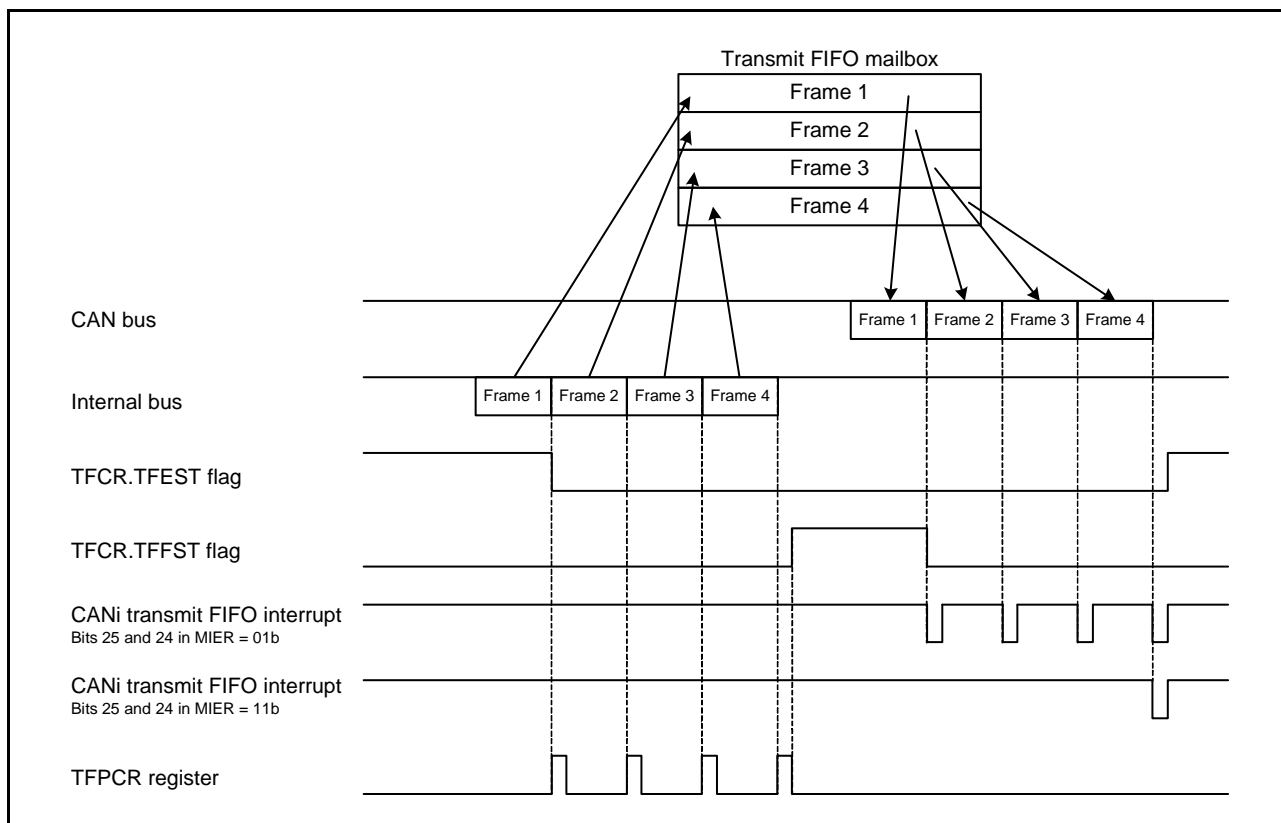 Transmit FIFO mailbox
Frame 1
Frame 2
Frame 3
Frame 4
CAN bus
Frame 1 Frame 2 Frame 3 Frame 4
Internal bus
Frame 1 Frame 2 Frame 3 Frame 4
TFCR.TFEST flag
TFCR.TFFST flag
CANi transmit FIFO interrupt
Bits 25 and 24 in MIER = 01b
CANi transmit FIFO interrupt
Bits 25 and 24 in MIER = 11b
TFPCR register